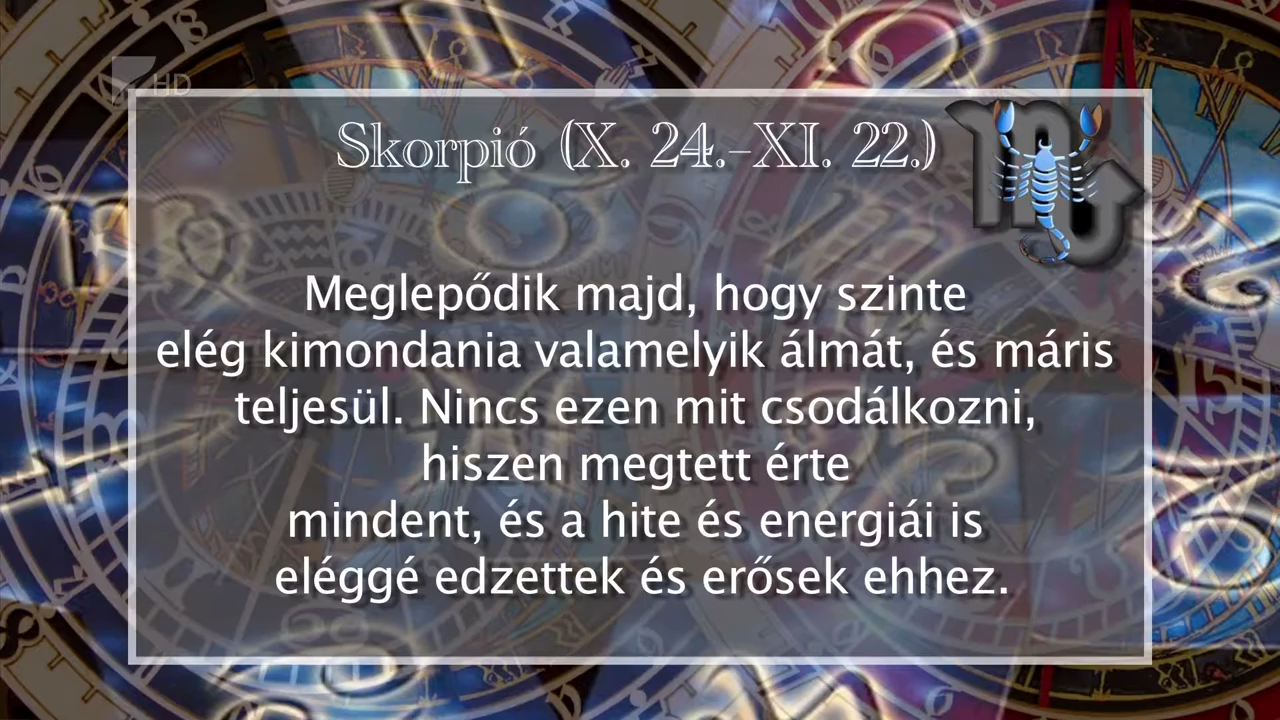 HD
Skorpió (X. 24.-XI. 22.)
Meglepődik majd, hogy szinte
elég kimondania valamelyik álmát, és máris
teljesül. Nincs ezen mit csodálkozni,
hiszen megtett érte
mindent, és a hite és energiái is
eléggé edzettek és erősek ehhez.